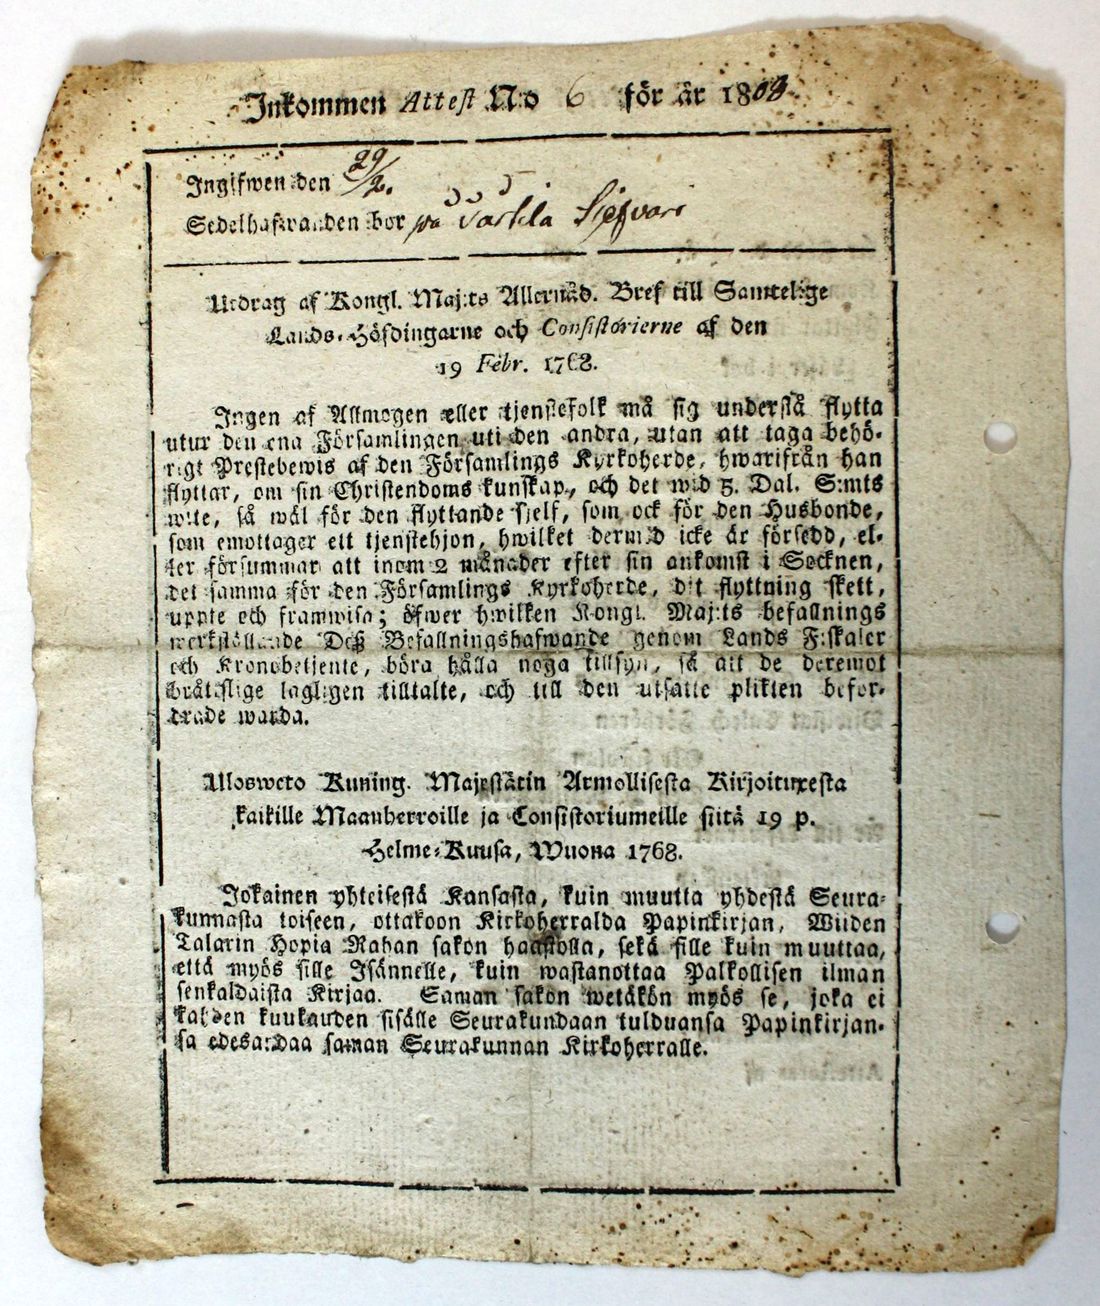 Inkommen Attest N:o 6 för år 1808
Ingifwen den 29/2.
Sedelhafwanden bor på
Utdrag af Kongl. Maj:ts Allernåd. Bref till Samtelige
Lands-Höfdingarne och Consistorierne af den
19 Febr. 1768.
Ingen af Allmogen eller tjenstefolk må sig understå flytta
utur den ena Församlingen uti den andra, utan att taga behö-
rigt Prestebewis af den Församlings Kyrkoherde, hwarifrån han
flyttar, om sin Christendoms kunskap, och det wid 5. Dal. S:mts
wite, så wäl för den flyttande sjelf, som ock för den Husbonde,
som emottager ett tjenstehjon, hwilket dermed icke är försedd, el-
ler försummar att inom 2 månader efter sin ankomst i Socknen,
det samma för den Församlings Kyrkoherde, dit flyttning skett,
uppte och framwisa; öfwer hwilken Kongl. Maj:ts befallnings
werkställande Deß Befallningshafwande genom Lands F:skaler
och Kronobetjente, böra hålla noga tillsyn, så att de deremot
bråtslige lagligen tilltalte, och till den utsatte plikten befor-
drade warda.
Ulosweto Kuning. Majestätin Armollisesta Kirjoituxesta
kaikille Maanherroille ja Consistoriumeille siitä 19 p.
Helme-Kuusa, Wuona 1768.
Jokainen yhteisestä Kansasta, kuin muutta yhdestä Seura-
kunnasta toiseen, ottakoon Kirkoherralda Papinkirjan, Wiiden
Talarin Hopia Rahan sakon haastolla, sekä sille kuin muuttaa,
että myös sille Isännelle, kuin wastanottaa Palkollisen ilman
senkaldaista Kirjaa. Saman sakon wetäkön myös se, joka ei
kahden kuukauden sisälle Seurakundaan tulduansa Papinkirjan-
sa edesandaa saman Seurakunnan Kirkoherralle.